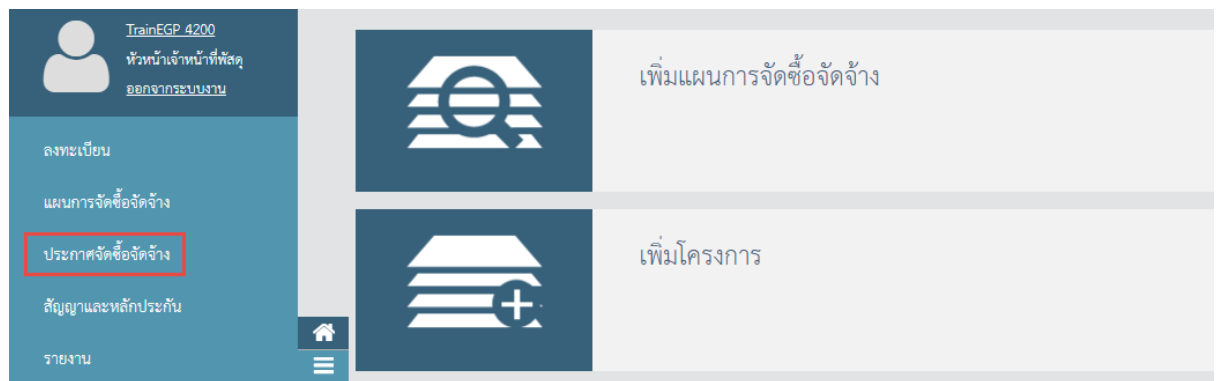 TrainEGP 4200
หัวหน้าเจ้าหน้าที่พัสดุ
ออกจากระบบงาน
ลงทะเบียน
แผนการจัดซื้อจัดจ้าง
ประกาศจัดซื้อจัดจ้าง
สัญญาและหลักประกัน
รายงาน
เพิ่มแผนการจัดซื้อจัดจ้าง
เพิ่มโครงการ